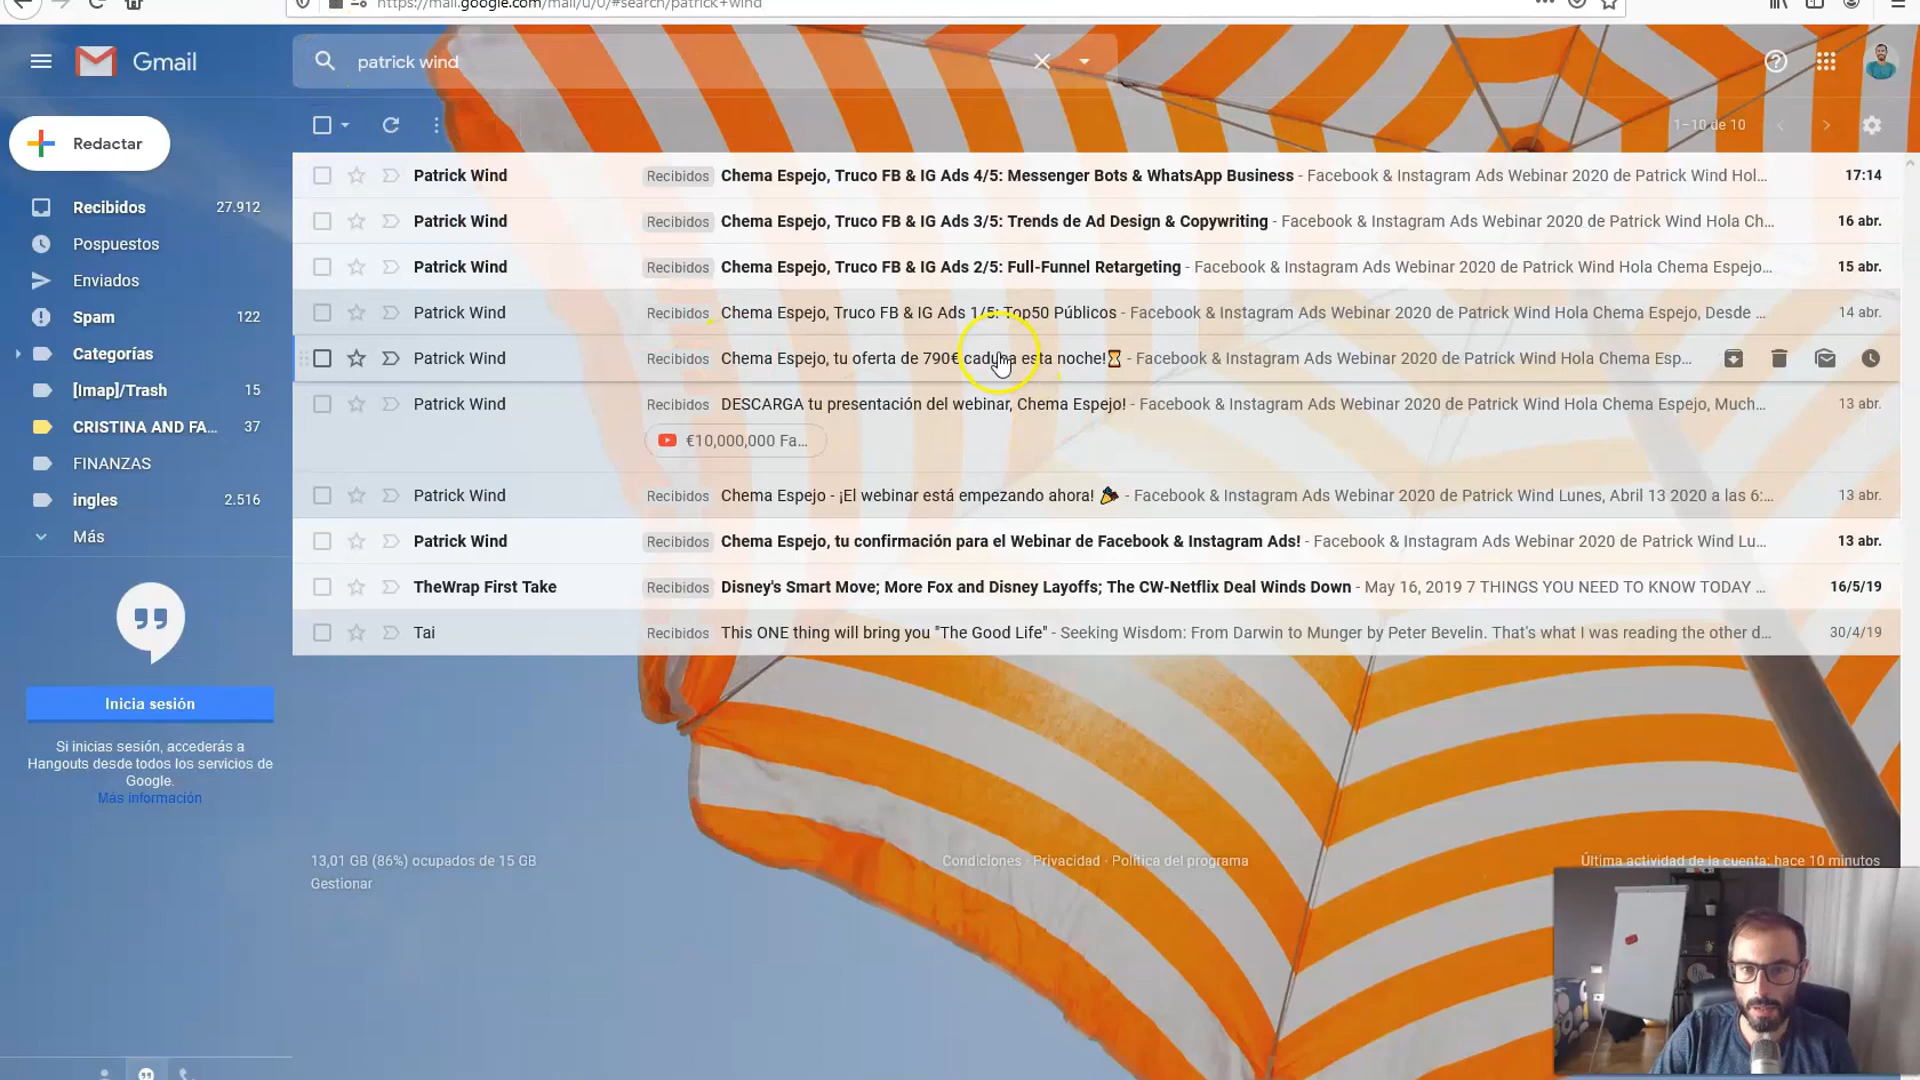 https://mail.google.com/mail/u/0/#search/patrick+wind
Gmail
patrick wind
Redactar
1–10 de 10
Recibidos 27.912
Pospuestos
Enviados
Spam 122
Categorías
[Imap]/Trash 15
CRISTINA AND FA... 37
FINANZAS
ingles 2.516
Más
Patrick Wind Recibidos Chema Espejo, Truco FB & IG Ads 4/5: Messenger Bots & WhatsApp Business - Facebook & Instagram Ads Webinar 2020 de Patrick Wind Hol... 17:14
Patrick Wind Recibidos Chema Espejo, Truco FB & IG Ads 3/5: Trends de Ad Design & Copywriting - Facebook & Instagram Ads Webinar 2020 de Patrick Wind Hola Ch... 16 abr.
Patrick Wind Recibidos Chema Espejo, Truco FB & IG Ads 2/5: Full-Funnel Retargeting - Facebook & Instagram Ads Webinar 2020 de Patrick Wind Hola Chema Espejo... 15 abr.
Patrick Wind Recibidos Chema Espejo, Truco FB & IG Ads 1/5: Top50 Públicos - Facebook & Instagram Ads Webinar 2020 de Patrick Wind Hola Chema Espejo, Desde ... 14 abr.
Patrick Wind Recibidos Chema Espejo, tu oferta de 790€ caduca esta noche!⏳ - Facebook & Instagram Ads Webinar 2020 de Patrick Wind Hola Chema Esp...
Patrick Wind Recibidos DESCARGA tu presentación del webinar, Chema Espejo! - Facebook & Instagram Ads Webinar 2020 de Patrick Wind Hola Chema Espejo, Much... 13 abr.
€10,000,000 Fa...
Patrick Wind Recibidos Chema Espejo - ¡El webinar está empezando ahora! 🎉 - Facebook & Instagram Ads Webinar 2020 de Patrick Wind Lunes, Abril 13 2020 a las 6:... 13 abr.
Patrick Wind Recibidos Chema Espejo, tu confirmación para el Webinar de Facebook & Instagram Ads! - Facebook & Instagram Ads Webinar 2020 de Patrick Wind Lu... 13 abr.
TheWrap First Take Recibidos Disney's Smart Move; More Fox and Disney Layoffs; The CW-Netflix Deal Winds Down - May 16, 2019 7 THINGS YOU NEED TO KNOW TODAY ... 16/5/19
Tai Recibidos This ONE thing will bring you "The Good Life" - Seeking Wisdom: From Darwin to Munger by Peter Bevelin. That's what I was reading the other d... 30/4/19
Inicia sesión
Si inicias sesión, accederás a
Hangouts desde todos los servicios de
Google.
Más información
13,01 GB (86%) ocupados de 15 GB
Gestionar
Condiciones · Privacidad · Política del programa
Última actividad de la cuenta: hace 10 minutos